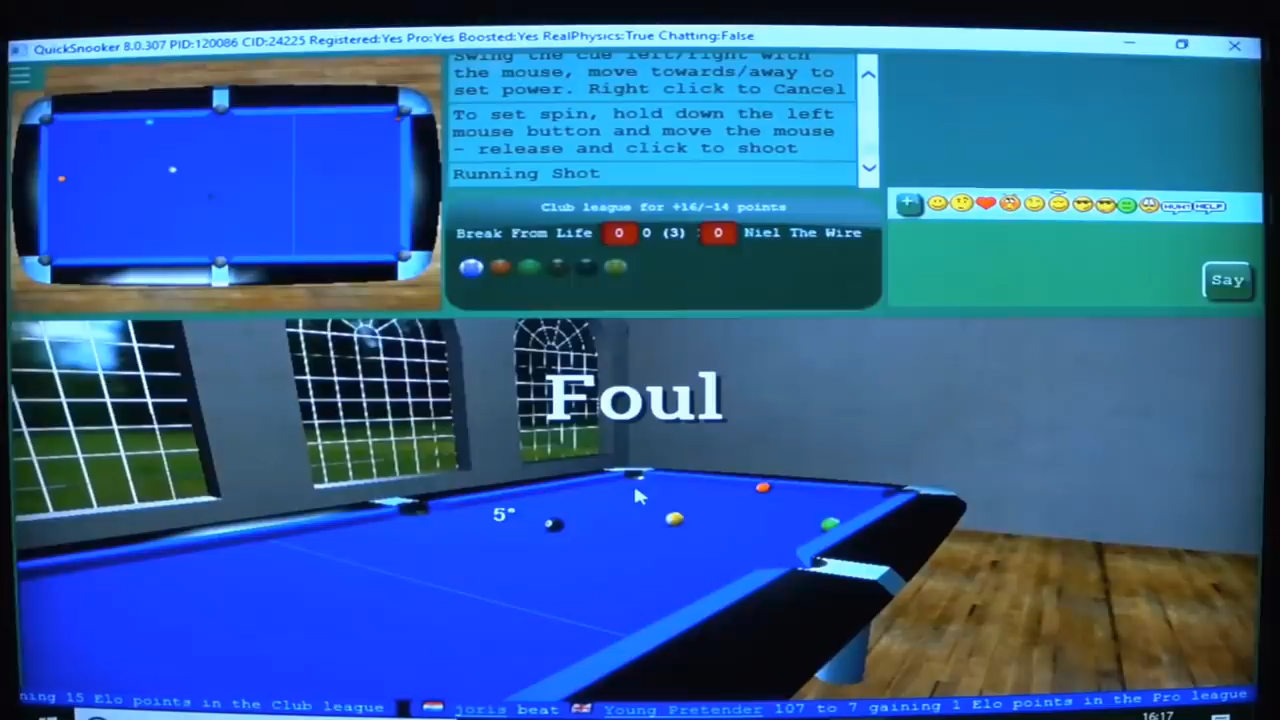 QuickSnooker 8.0.307 PID:120086 CID:24225 Registered:Yes Pro:Yes Boosted:Yes RealPhysics:True Chatting:False
Swing the cue left/right with
the mouse, move towards/away to
set power. Right click to Cancel
To set spin, hold down the left
mouse button and move the mouse
- release and click to shoot
Running Shot
Club league for +16/-14 points
Break From Life 0 0 (3) : 0 Niel The Wire
HUH? HELP
Say
Foul
5°
ning 15 Elo points in the Club league joris beat Young Pretender 107 to 7 gaining 1 Elo points in the Pro league
16:17